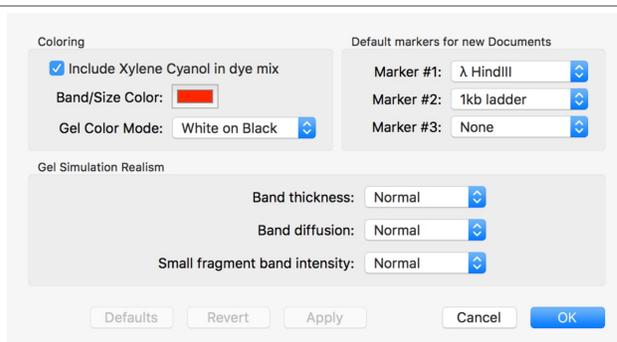 Coloring
Include Xylene Cyanol in dye mix
Band/Size Color:
Gel Color Mode: White on Black
Default markers for new Documents
Marker #1: λ HindIII
Marker #2: 1kb ladder
Marker #3: None
Gel Simulation Realism
Band thickness: Normal
Band diffusion: Normal
Small fragment band intensity: Normal
Defaults Revert Apply Cancel OK